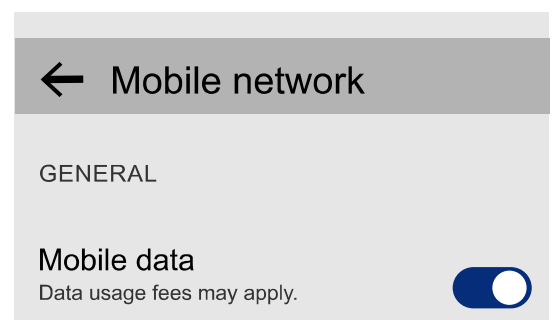 Mobile network
GENERAL
Mobile data
Data usage fees may apply.